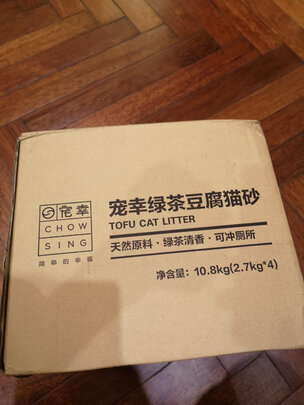 宠幸
CHOW
SING
简单的幸福
宠幸绿茶豆腐猫砂
TOFU CAT LITTER
天然原料·绿茶清香·可冲厕所
净含量：10.8kg(2.7kg*4)